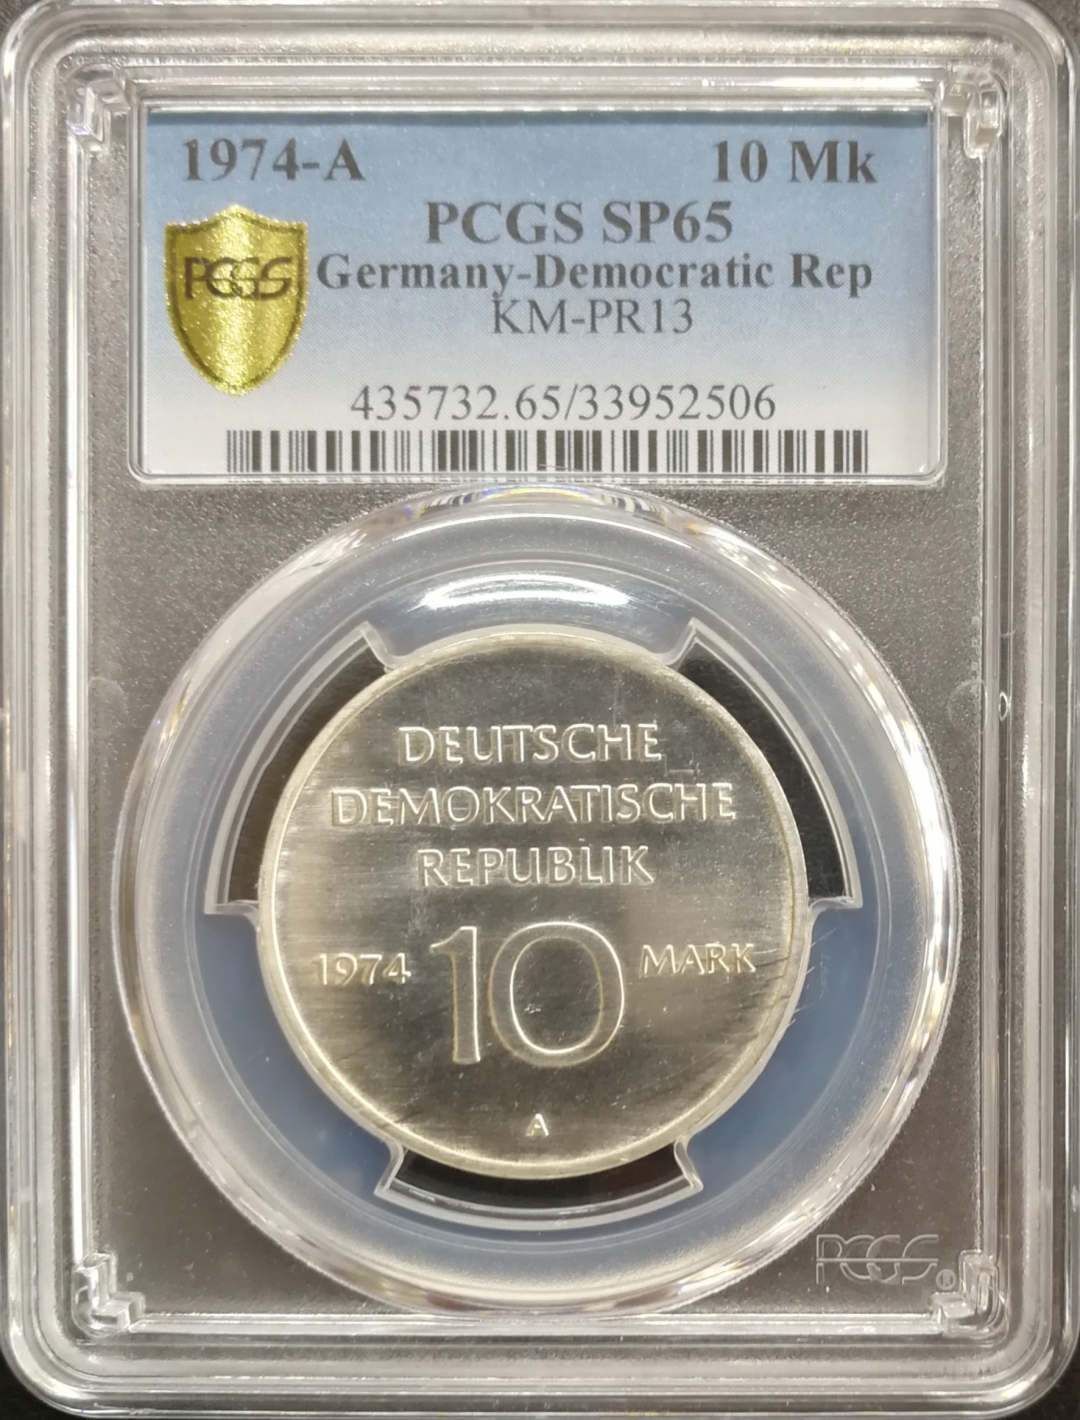 1974-A 10 Mk
PCGS SP65
PCGS Germany-Democratic Rep
KM-PR13
435732.65/33952506
DEUTSCHE
DEMOKRATISCHE
REPUBLIK
1974 10 MARK
A
PCGS®